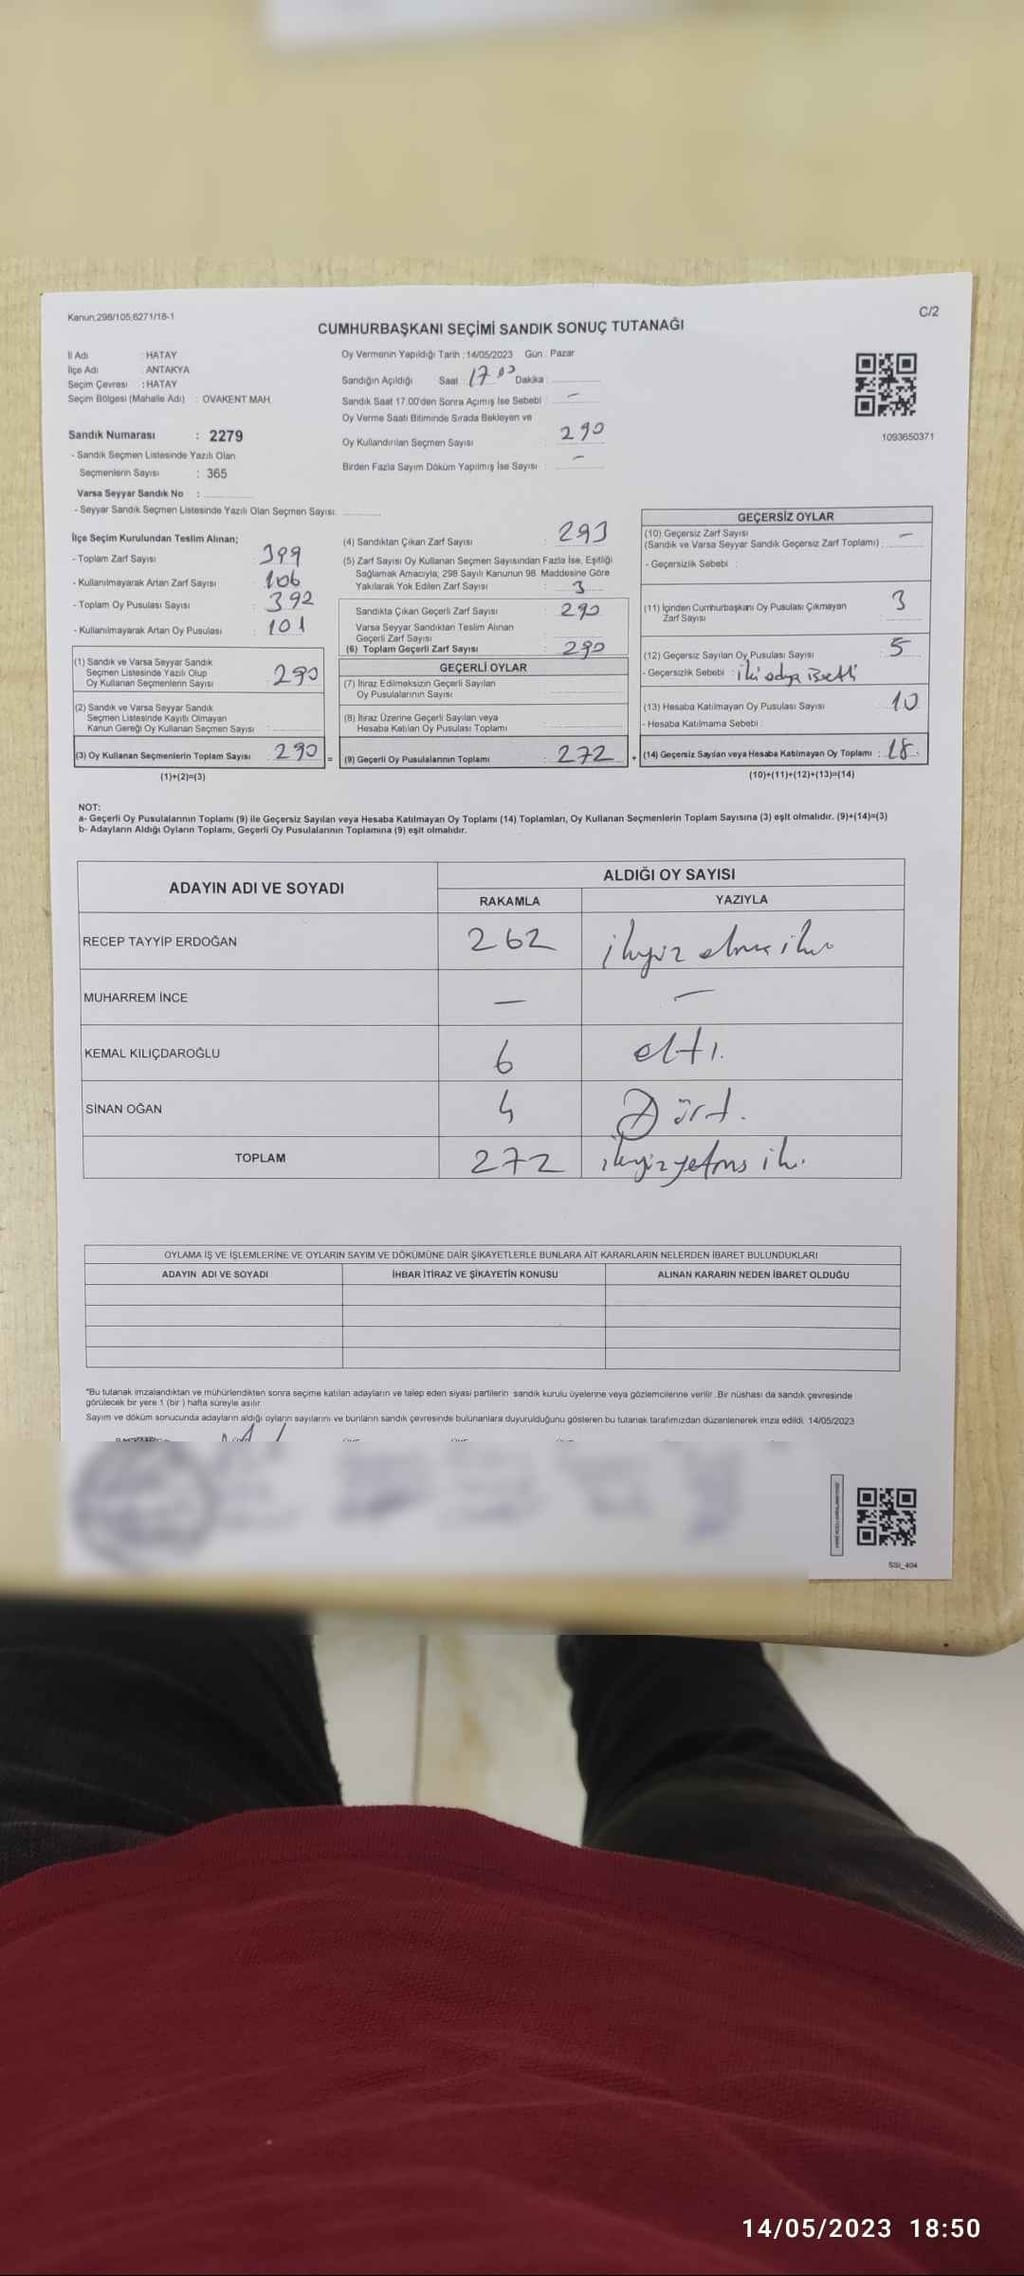 Kanun:298/105;6271/18-1
C/2
CUMHURBAŞKANI SEÇİMİ SANDIK SONUÇ TUTANAĞI
İl Adı : HATAY
İlçe Adı : ANTAKYA
Seçim Çevresi : HATAY
Seçim Bölgesi (Mahalle Adı) : OVAKENT MAH.
Sandık Numarası : 2279
- Sandık Seçmen Listesinde Yazılı Olan
Seçmenlerin Sayısı : 365
Varsa Seyyar Sandık No :
- Seyyar Sandık Seçmen Listesinde Yazılı Olan Seçmen Sayısı:
Oy Vermenin Yapıldığı Tarih : 14/05/2023 Gün : Pazar
Sandığın Açıldığı Saat : 17 03 Dakika :
Sandık Saat 17.00'den Sonra Açımış İse Sebebi : -
Oy Verme Saati Bitiminde Sırada Bekleyen ve
Oy Kullandırılan Seçmen Sayısı : 290
Birden Fazla Sayım Döküm Yapılmış İse Sayısı : -
1093650371
İlçe Seçim Kurulundan Teslim Alınan;
- Toplam Zarf Sayısı : 399
- Kullanılmayarak Artan Zarf Sayısı : 106
- Toplam Oy Pusulası Sayısı : 392
- Kullanılmayarak Artan Oy Pusulası : 101
(1) Sandık ve Varsa Seyyar Sandık
Seçmen Listesinde Yazılı Olup
Oy Kullanan Seçmenlerin Sayısı : 290
(2) Sandık ve Varsa Seyyar Sandık
Seçmen Listesinde Kayıtlı Olmayan
Kanun Gereği Oy Kullanan Seçmen Sayısı :
(3) Oy Kullanan Seçmenlerin Toplam Sayısı : 290
(1)+(2)=(3)
(4) Sandıktan Çıkan Zarf Sayısı : 293
(5) Zarf Sayısı Oy Kullanan Seçmen Sayısından Fazla İse, Eşitliği
Sağlamak Amacıyla, 298 Sayılı Kanunun 98. Maddesine Göre
Yakılarak Yok Edilen Zarf Sayısı : 3
Sandıkta Çıkan Geçerli Zarf Sayısı : 290
Varsa Seyyar Sandıktan Teslim Alınan
Geçerli Zarf Sayısı
(6) Toplam Geçerli Zarf Sayısı : 290
GEÇERLİ OYLAR
(7) İtiraz Edilmeksizin Geçerli Sayılan
Oy Pusulalarının Sayısı :
(8) İtiraz Üzerine Geçerli Sayılan veya
Hesaba Katılan Oy Pusulası Toplamı :
(9) Geçerli Oy Pusulalarının Toplamı : 272
GEÇERSİZ OYLAR
(10) Geçersiz Zarf Sayısı
(Sandık ve Varsa Seyyar Sandık Geçersiz Zarf Toplamı) : -
- Geçersizlik Sebebi :
(11) İçinden Cumhurbaşkanı Oy Pusulası Çıkmayan
Zarf Sayısı : 3
(12) Geçersiz Sayılan Oy Pusulası Sayısı : 5
- Geçersizlik Sebebi : iki
(13) Hesaba Katılmayan Oy Pusulası Sayısı : 10
- Hesaba Katılmama Sebebi :
(14) Geçersiz Sayılan veya Hesaba Katılmayan Oy Toplamı : 18
(10)+(11)+(12)+(13)=(14)
NOT:
a- Geçerli Oy Pusulalarının Toplamı (9) ile Geçersiz Sayılan veya Hesaba Katılmayan Oy Toplamı (14) Toplamları, Oy Kullanan Seçmenlerin Toplam Sayısına (3) eşit olmalıdır. (9)+(14)=(3)
b- Adayların Aldığı Oyların Toplamı, Geçerli Oy Pusulalarının Toplamına (9) eşit olmalıdır.
ADAYIN ADI VE SOYADI
ALDIĞI OY SAYISI
RAKAMLA YAZIYLA
RECEP TAYYİP ERDOĞAN 262 ikiyüz altmış iki
MUHARREM İNCE - -
KEMAL KILIÇDAROĞLU 6 altı.
SİNAN OĞAN 4 Dört.
TOPLAM 272 ikiyüz yetmiş iki.
OYLAMA İŞ VE İŞLEMLERİNE VE OYLARIN SAYIM VE DÖKÜMÜNE DAİR ŞİKAYETLERLE BUNLARA AİT KARARLARIN NELERDEN İBARET BULUNDUKLARI
ADAYIN ADI VE SOYADI İHBAR İTİRAZ VE ŞİKAYETİN KONUSU ALINAN KARARIN NEDEN İBARET OLDUĞU
"Bu tutanak imzalandıktan ve mühürlendikten sonra seçime katılan adayların ve talep eden siyasi partilerin sandık kurulu üyelerine veya gözlemcilerine verilir. Bir nüshası da sandık çevresinde
görülecek bir yere 1 (bir) hafta süreyle asılır.
Sayım ve döküm sonucunda adayların aldığı oyların sayılarını ve bunların sandık çevresinde bulunanlara duyurulduğunu gösteren bu tutanak tarafımızdan düzenlenerek imza edildi. 14/05/2023
SSI_404
14/05/2023 18:50